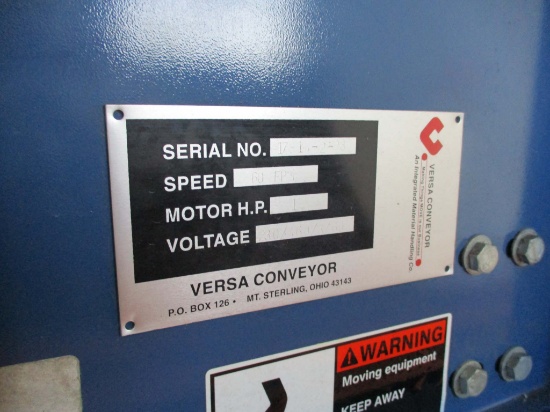 SERIAL NO.
SPEED
MOTOR H.P. 1
VOLTAGE
VERSA CONVEYOR
P.O. BOX 126 • MT. STERLING, OHIO 43143
VERSA CONVEYOR
An Integrated Material Handling Co.
WARNING
Moving equipment
KEEP AWAY